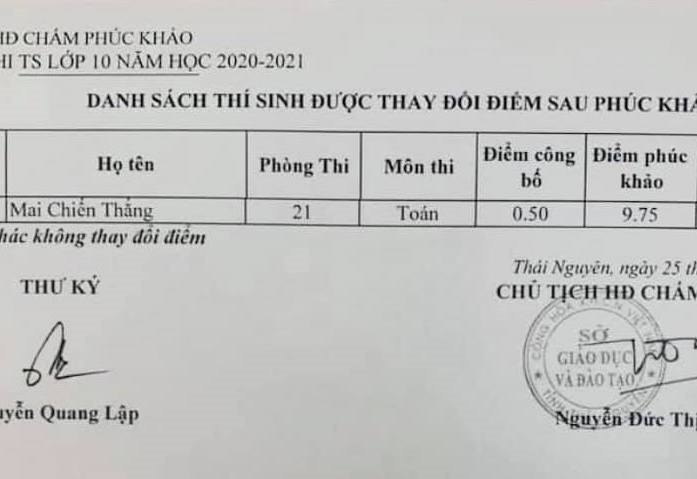 HĐ CHẤM PHÚC KHẢO
HI TS LỚP 10 NĂM HỌC 2020-2021
DANH SÁCH THÍ SINH ĐƯỢC THAY ĐỔI ĐIỂM SAU PHÚC KHẢ
Họ tên Phòng Thi Môn thi Điểm công bố Điểm phúc khảo
Mai Chiến Thắng 21 Toán 0.50 9.75
hác không thay đổi điểm
Thái Nguyên, ngày 25 th
THƯ KÝ CHỦ TỊCH HĐ CHẤM
SỞ
GIÁO DỤC
VÀ ĐÀO TẠO
uyễn Quang Lập Nguyễn Đức Thị